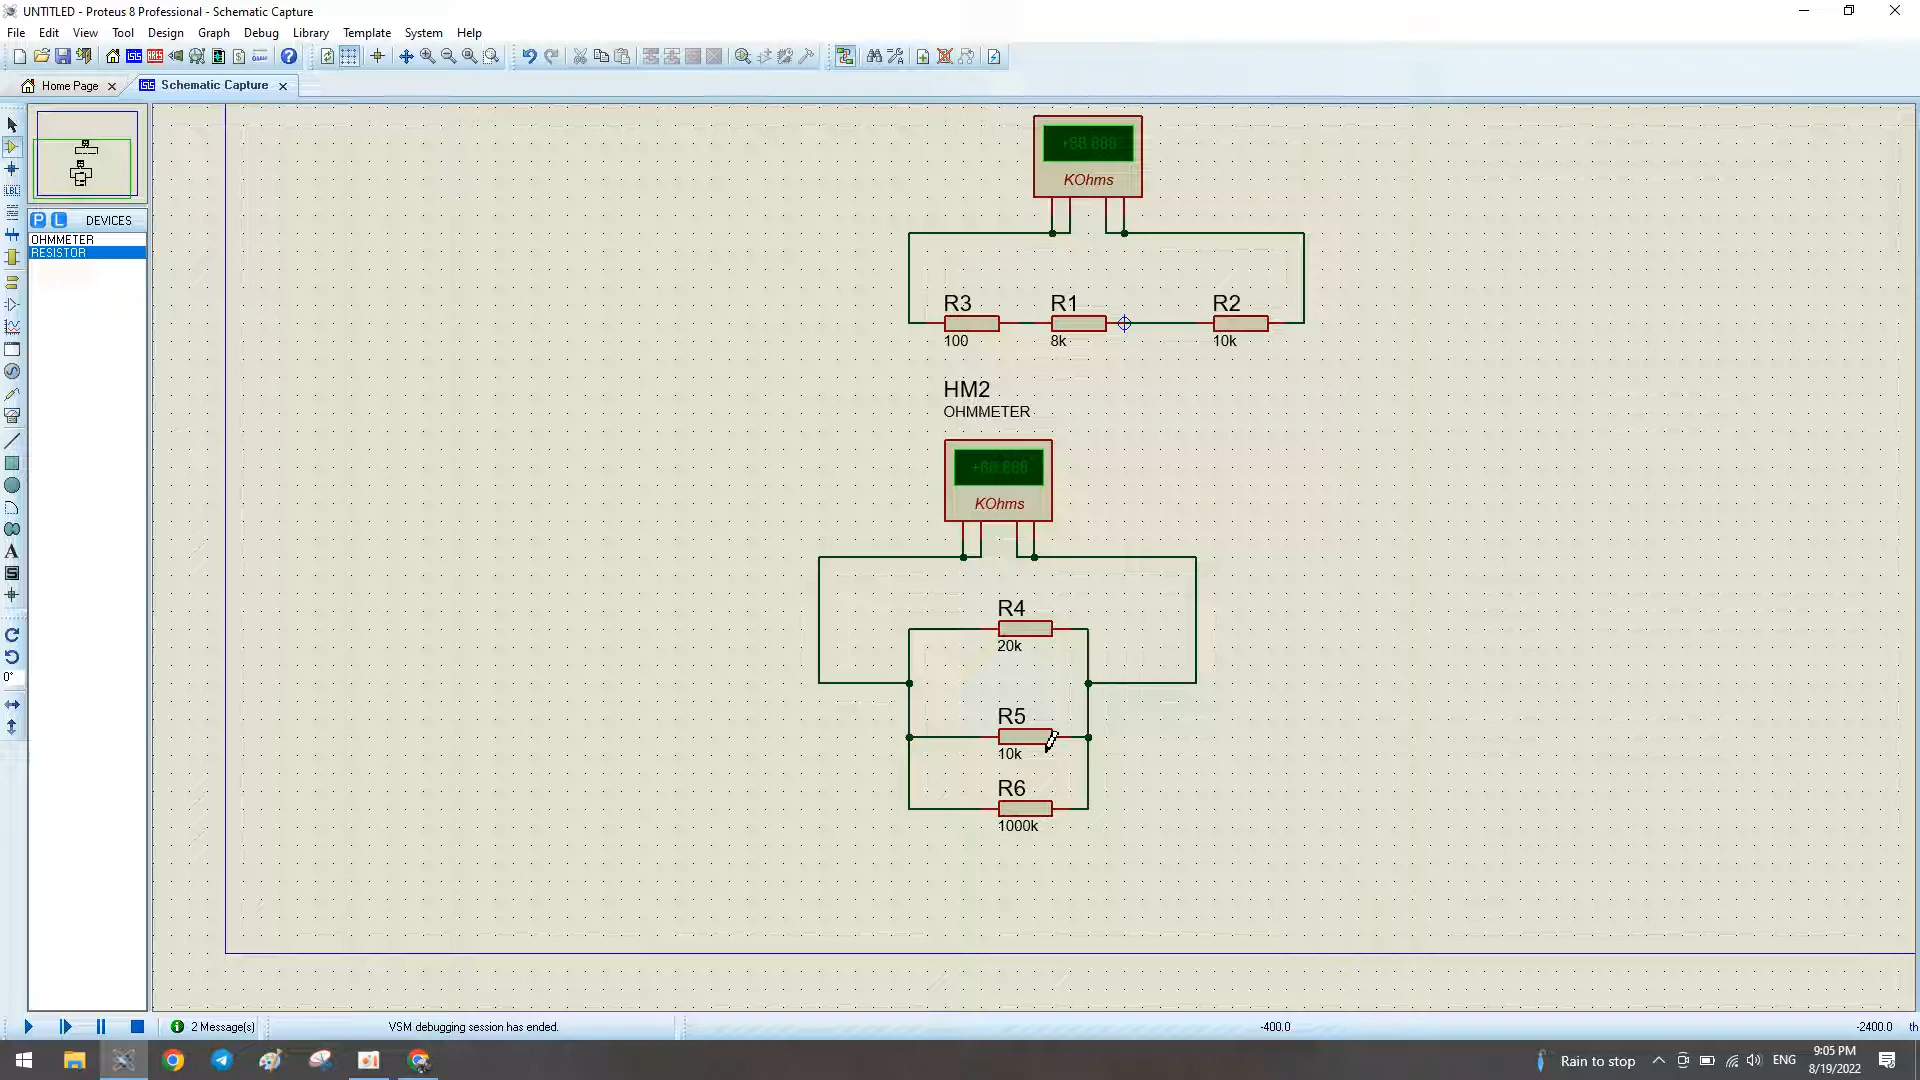 UNTITLED - Proteus 8 Professional - Schematic Capture
File Edit View Tool Design Graph Debug Library Template System Help
Home Page
Schematic Capture
P L DEVICES
OHMMETER
RESISTOR
LBL
A
S
0°
KOhms
R3 R1 R2
100 8k 10k
HM2
OHMMETER
KOhms
R4
20k
R5
10k
R6
1000k
2 Message(s) VSM debugging session has ended. -400.0 -2400.0 th
Rain to stop ENG 9:05 PM
8/19/2022